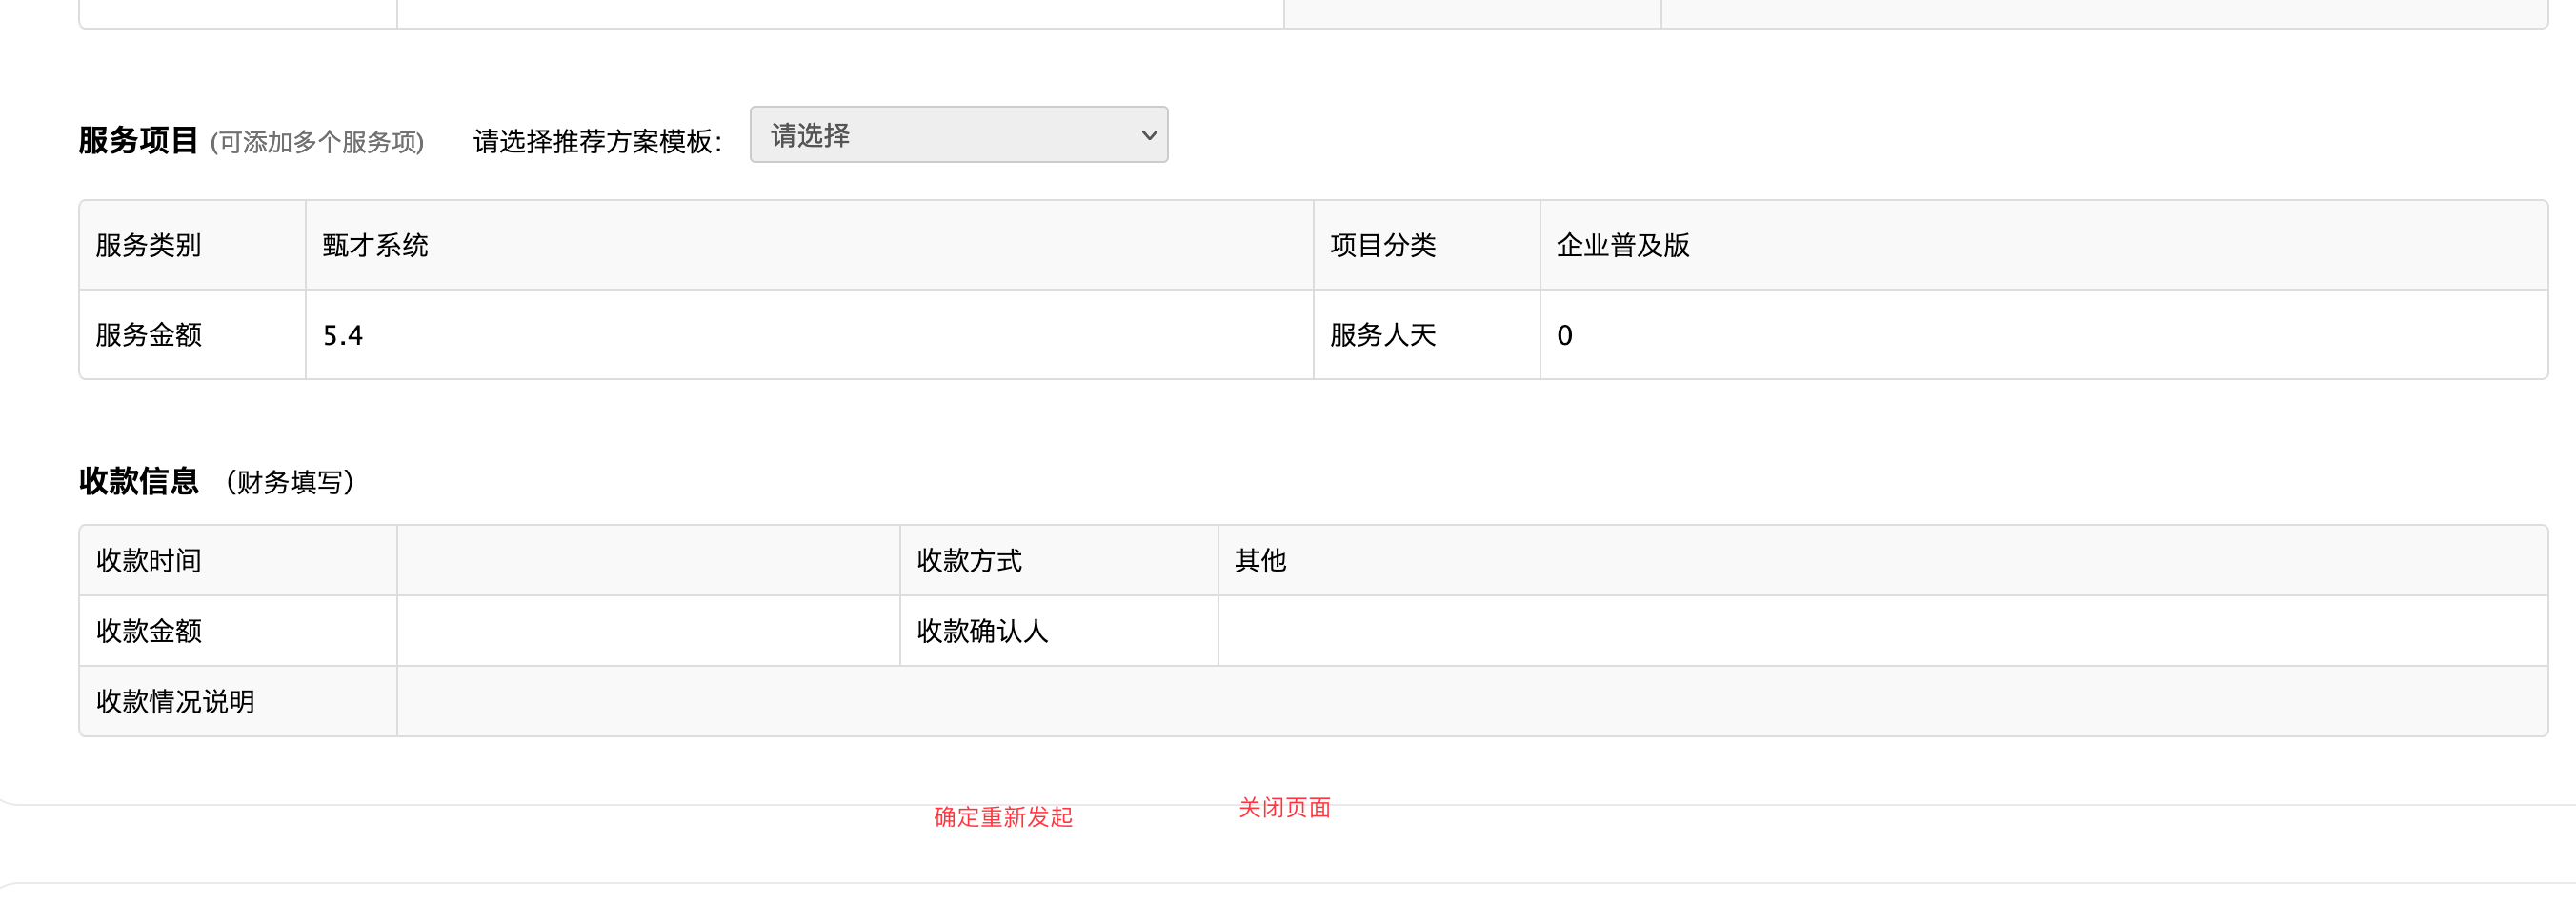 服务项目 (可添加多个服务项) 请选择推荐方案模板： 请选择
服务类别 甄才系统 项目分类 企业普及版
服务金额 5.4 服务人天 0
收款信息 （财务填写）
收款时间 收款方式 其他
收款金额 收款确认人
收款情况说明
确定重新发起 关闭页面